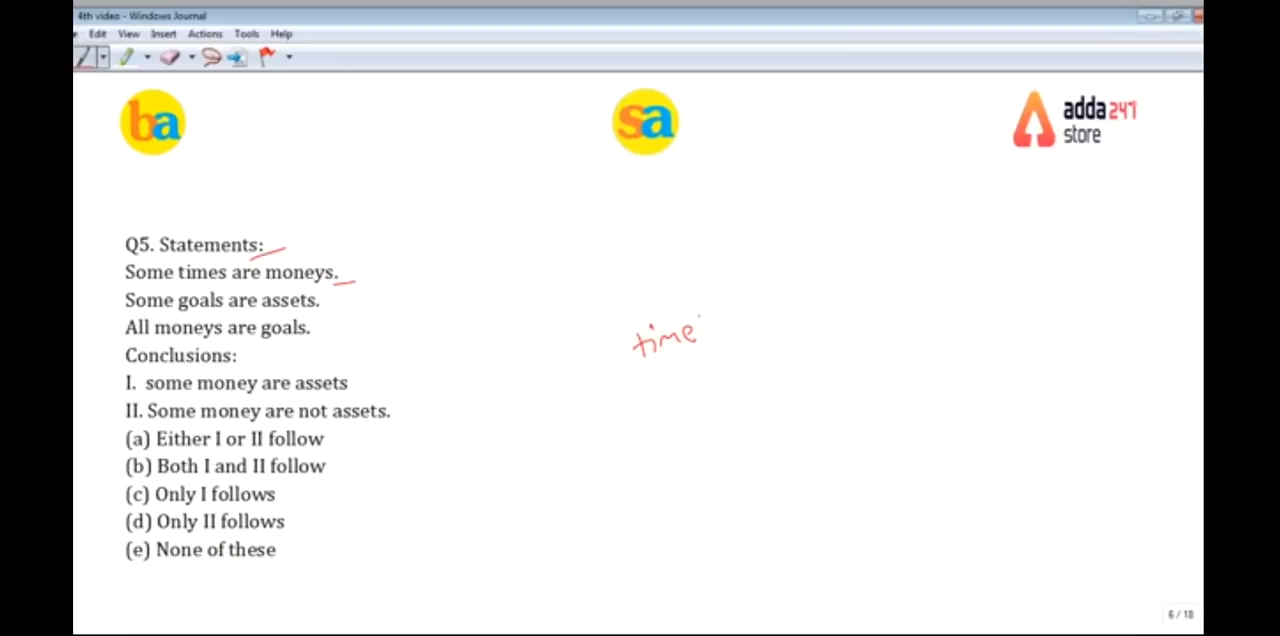 4th video - Windows Journal
Edit View Insert Actions Tools Help
ba
sa
adda247
store
Q5. Statements:
Some times are moneys.
Some goals are assets.
All moneys are goals.
Conclusions:
I. some money are assets
II. Some money are not assets.
(a) Either I or II follow
(b) Both I and II follow
(c) Only I follows
(d) Only II follows
(e) None of these
time
6 / 18